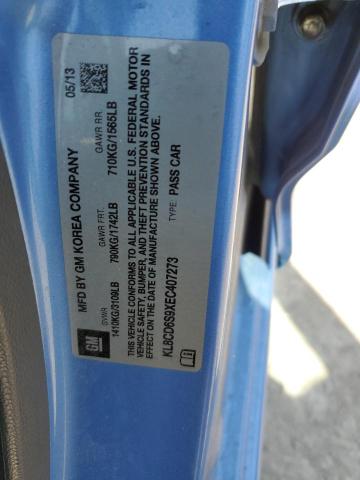 MFD BY GM KOREA COMPANY 05/13
GVWR GAWR FRT. GAWR RR.
1410KG/3109LB 790KG/1742LB 710KG/1565LB
THIS VEHICLE CONFORMS TO ALL APPLICABLE U.S. FEDERAL MOTOR
VEHICLE SAFETY, BUMPER, AND THEFT PREVENTION STANDARDS IN
EFFECT ON THE DATE OF MANUFACTURE SHOWN ABOVE.
KL8CD6S9XEC407273 TYPE: PASS CAR
GM